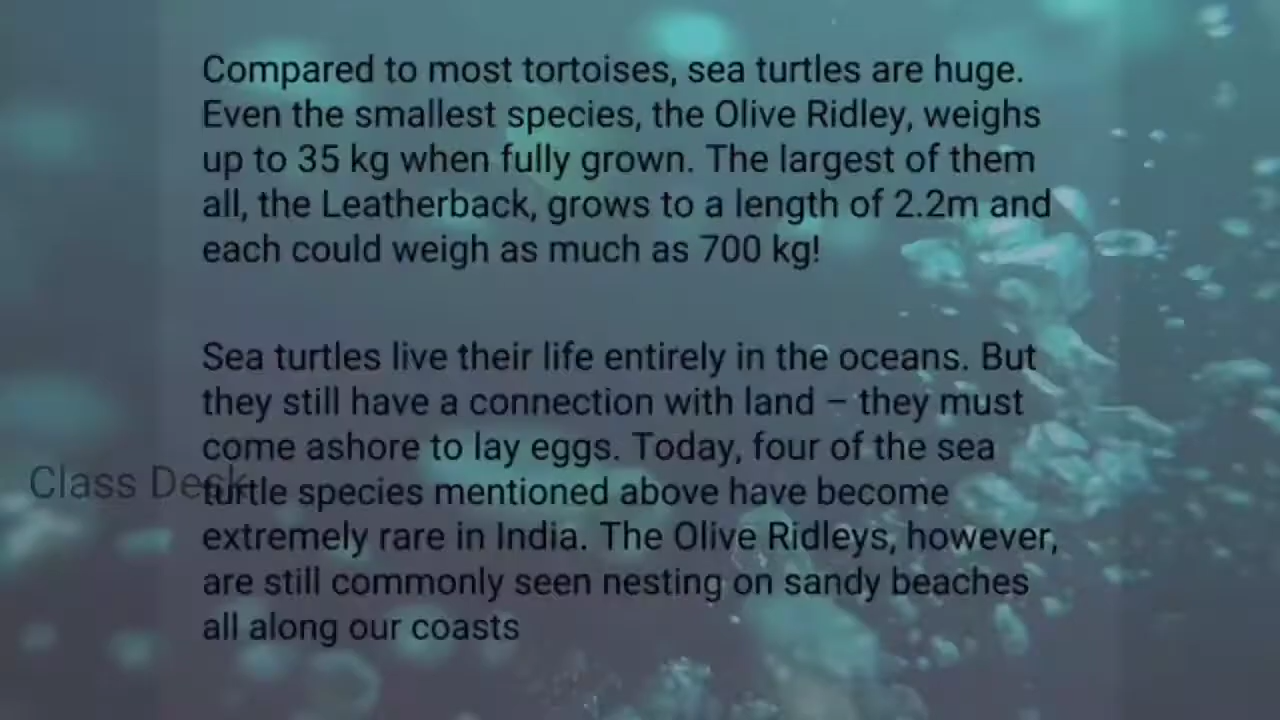 Compared to most tortoises, sea turtles are huge.
Even the smallest species, the Olive Ridley, weighs
up to 35 kg when fully grown. The largest of them
all, the Leatherback, grows to a length of 2.2m and
each could weigh as much as 700 kg!
Sea turtles live their life entirely in the oceans. But
they still have a connection with land – they must
come ashore to lay eggs. Today, four of the sea
Class Desk
turtle species mentioned above have become
extremely rare in India. The Olive Ridleys, however,
are still commonly seen nesting on sandy beaches
all along our coasts